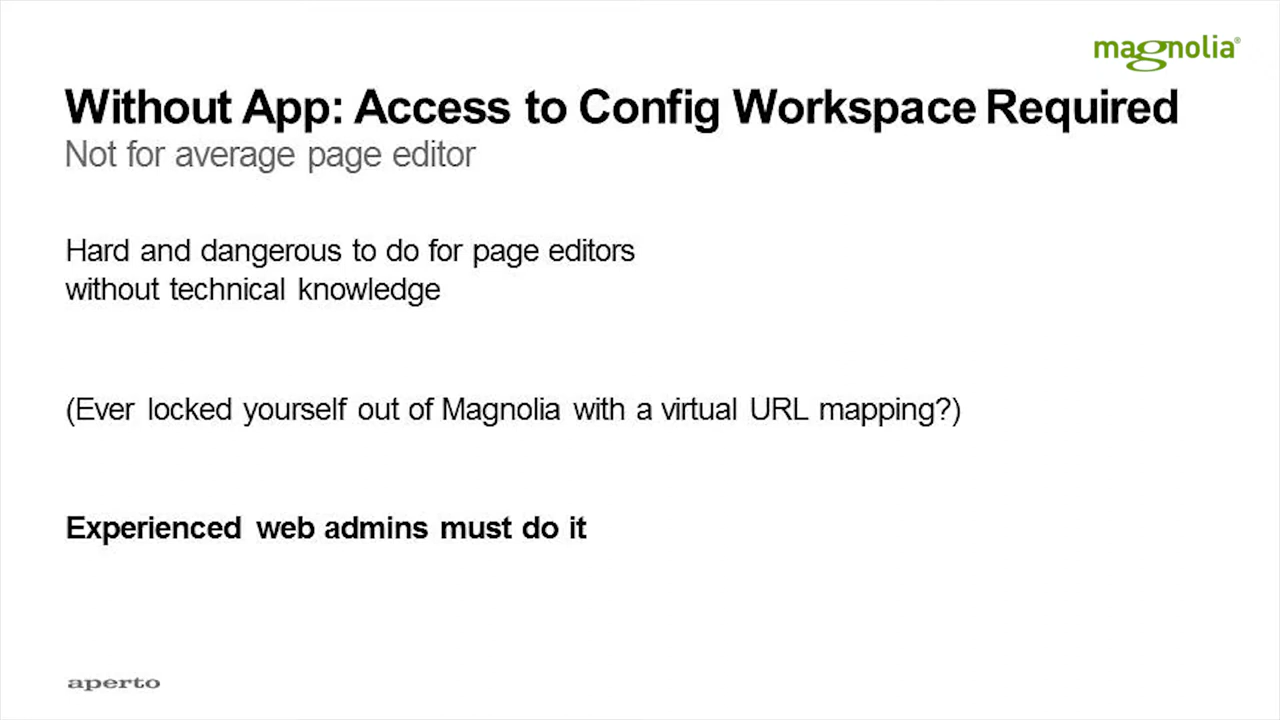 magnolia®
Without App: Access to Config Workspace Required
Not for average page editor
Hard and dangerous to do for page editors
without technical knowledge
(Ever locked yourself out of Magnolia with a virtual URL mapping?)
Experienced web admins must do it
aperto